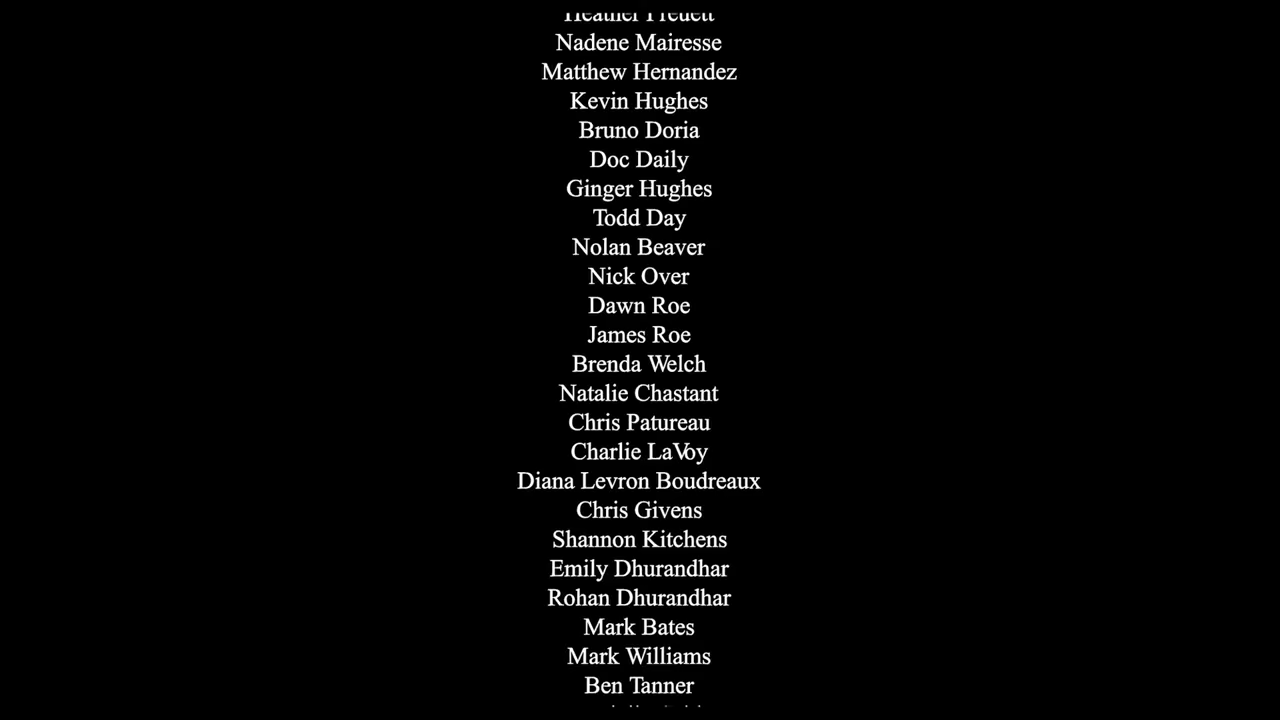 Nadene Mairesse
Matthew Hernandez
Kevin Hughes
Bruno Doria
Doc Daily
Ginger Hughes
Todd Day
Nolan Beaver
Nick Over
Dawn Roe
James Roe
Brenda Welch
Natalie Chastant
Chris Patureau
Charlie LaVoy
Diana Levron Boudreaux
Chris Givens
Shannon Kitchens
Emily Dhurandhar
Rohan Dhurandhar
Mark Bates
Mark Williams
Ben Tanner